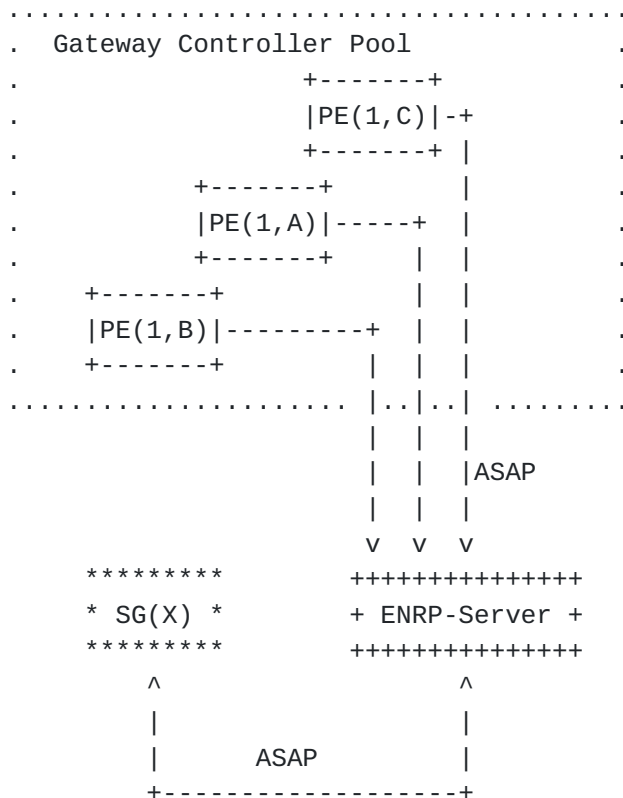 Gateway Controller Pool
PE(1,C)
PE(1,A)
PE(1,B)
ASAP
SG(X)
ENRP-Server
ASAP